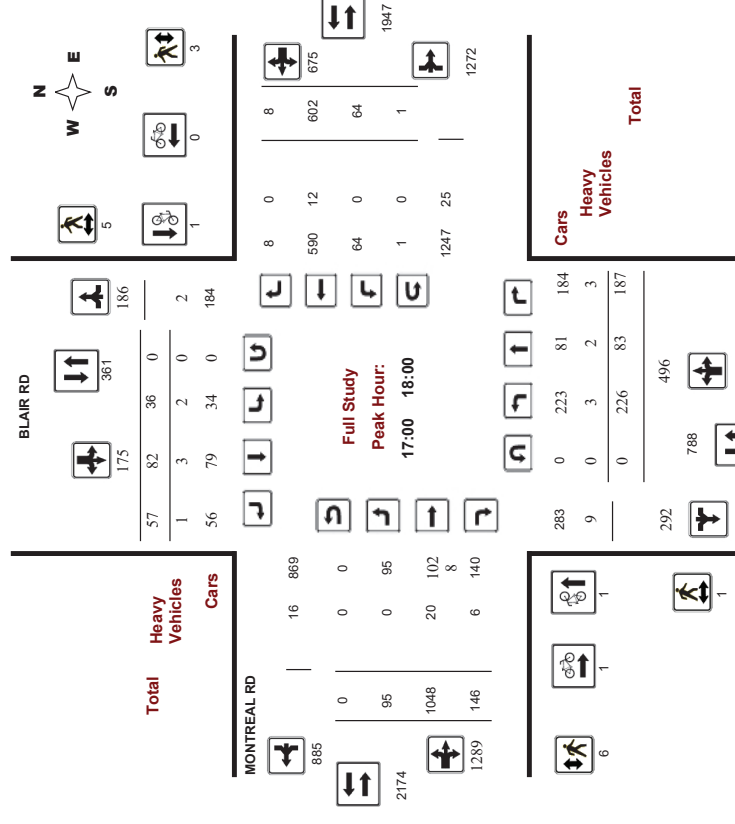 N
W E
S
BLAIR RD
5
3
1
0
361
175
186
57 82 36 0
1 3 2 0 2
56 79 34 0 184
Total
Heavy
Vehicles
Cars
MONTREAL RD
885
16 869
0 0 0
95 0 95
1048 20 102
8
146 6 140
2174
1289
Full Study
Peak Hour:
17:00 18:00
8 0 8
590 12 602
64 0 64
1 0 1
1247 25
675
1947
1272
283 0 223 81 184
9 0 3 2 3
0 226 83 187
292
496
788
Cars
Heavy
Vehicles
Total
6
1
1
1